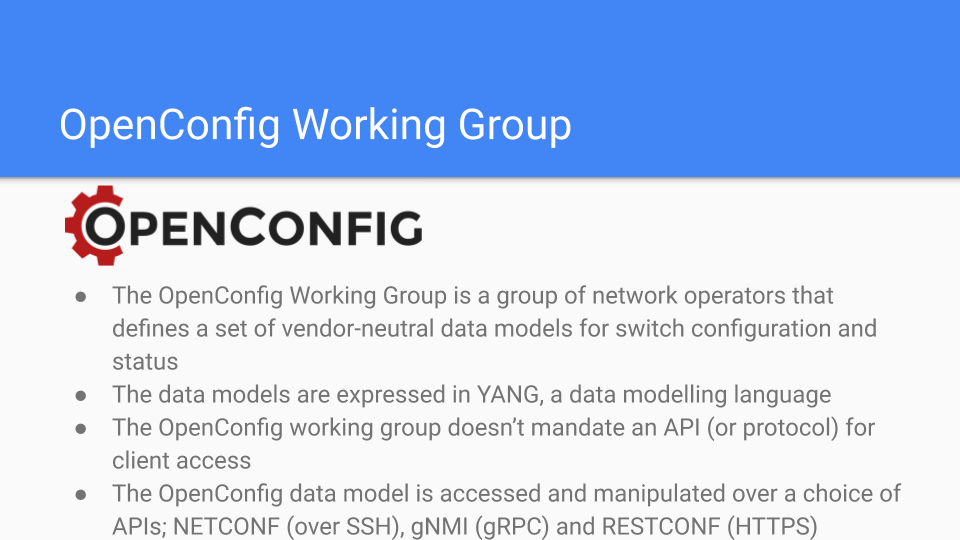 OpenConfig Working Group
OPENCONFIG
● The OpenConfig Working Group is a group of network operators that
defines a set of vendor-neutral data models for switch configuration and
status
● The data models are expressed in YANG, a data modelling language
● The OpenConfig working group doesn’t mandate an API (or protocol) for
client access
● The OpenConfig data model is accessed and manipulated over a choice of
APIs; NETCONF (over SSH), gNMI (gRPC) and RESTCONF (HTTPS)